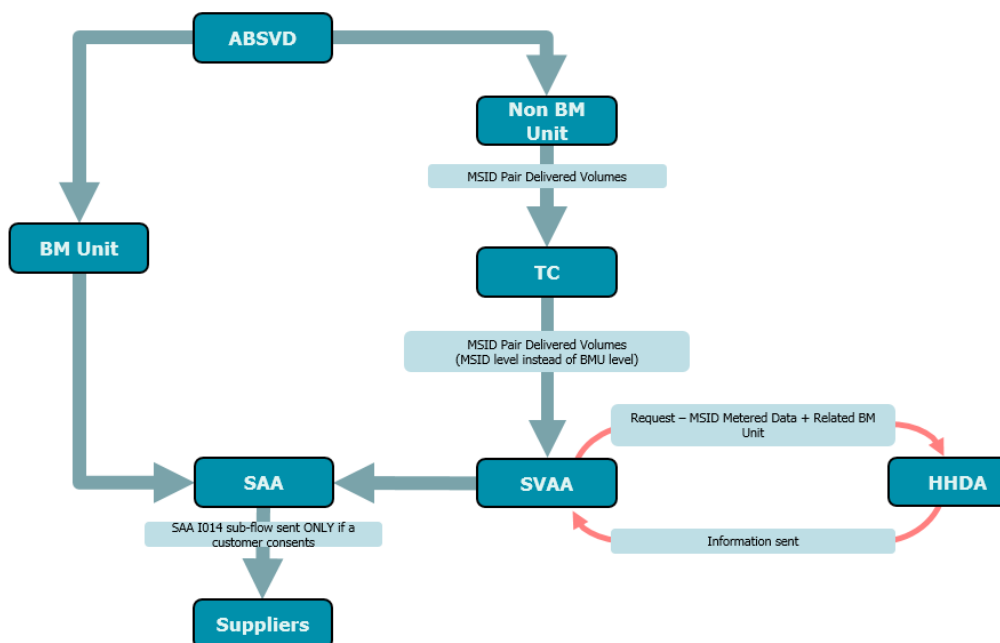 ABSVD
Non BM
Unit
MSID Pair Delivered Volumes
BM Unit
TC
MSID Pair Delivered Volumes
(MSID level instead of BMU level)
Request – MSID Metered Data + Related BM
Unit
SAA
SVAA
HHDA
SAA I014 sub-flow sent ONLY if a
customer consents
Information sent
Suppliers